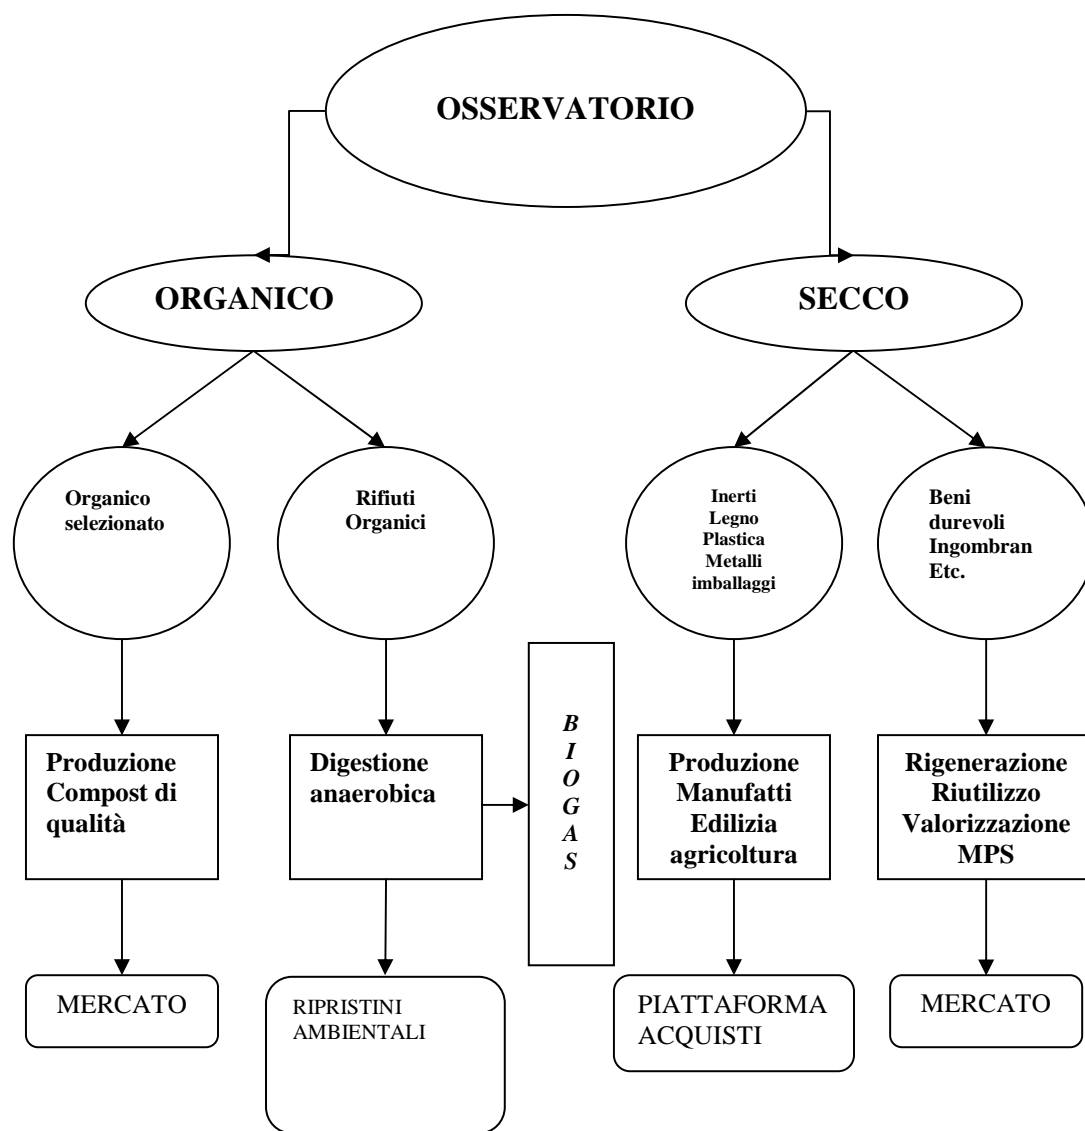 OSSERVATORIO
ORGANICO
SECCO
Organico
selezionato
Rifiuti
Organici
Inerti
Legno
Plastica
Metalli
imballaggi
Beni
durevoli
Ingombran
Etc.
B
I
O
G
A
S
Produzione
Compost di
qualità
Digestione
anaerobica
Produzione
Manufatti
Edilizia
agricoltura
Rigenerazione
Riutilizzo
Valorizzazione
MPS
MERCATO
RIPRISTINI
AMBIENTALI
PIATTAFORMA
ACQUISTI
MERCATO